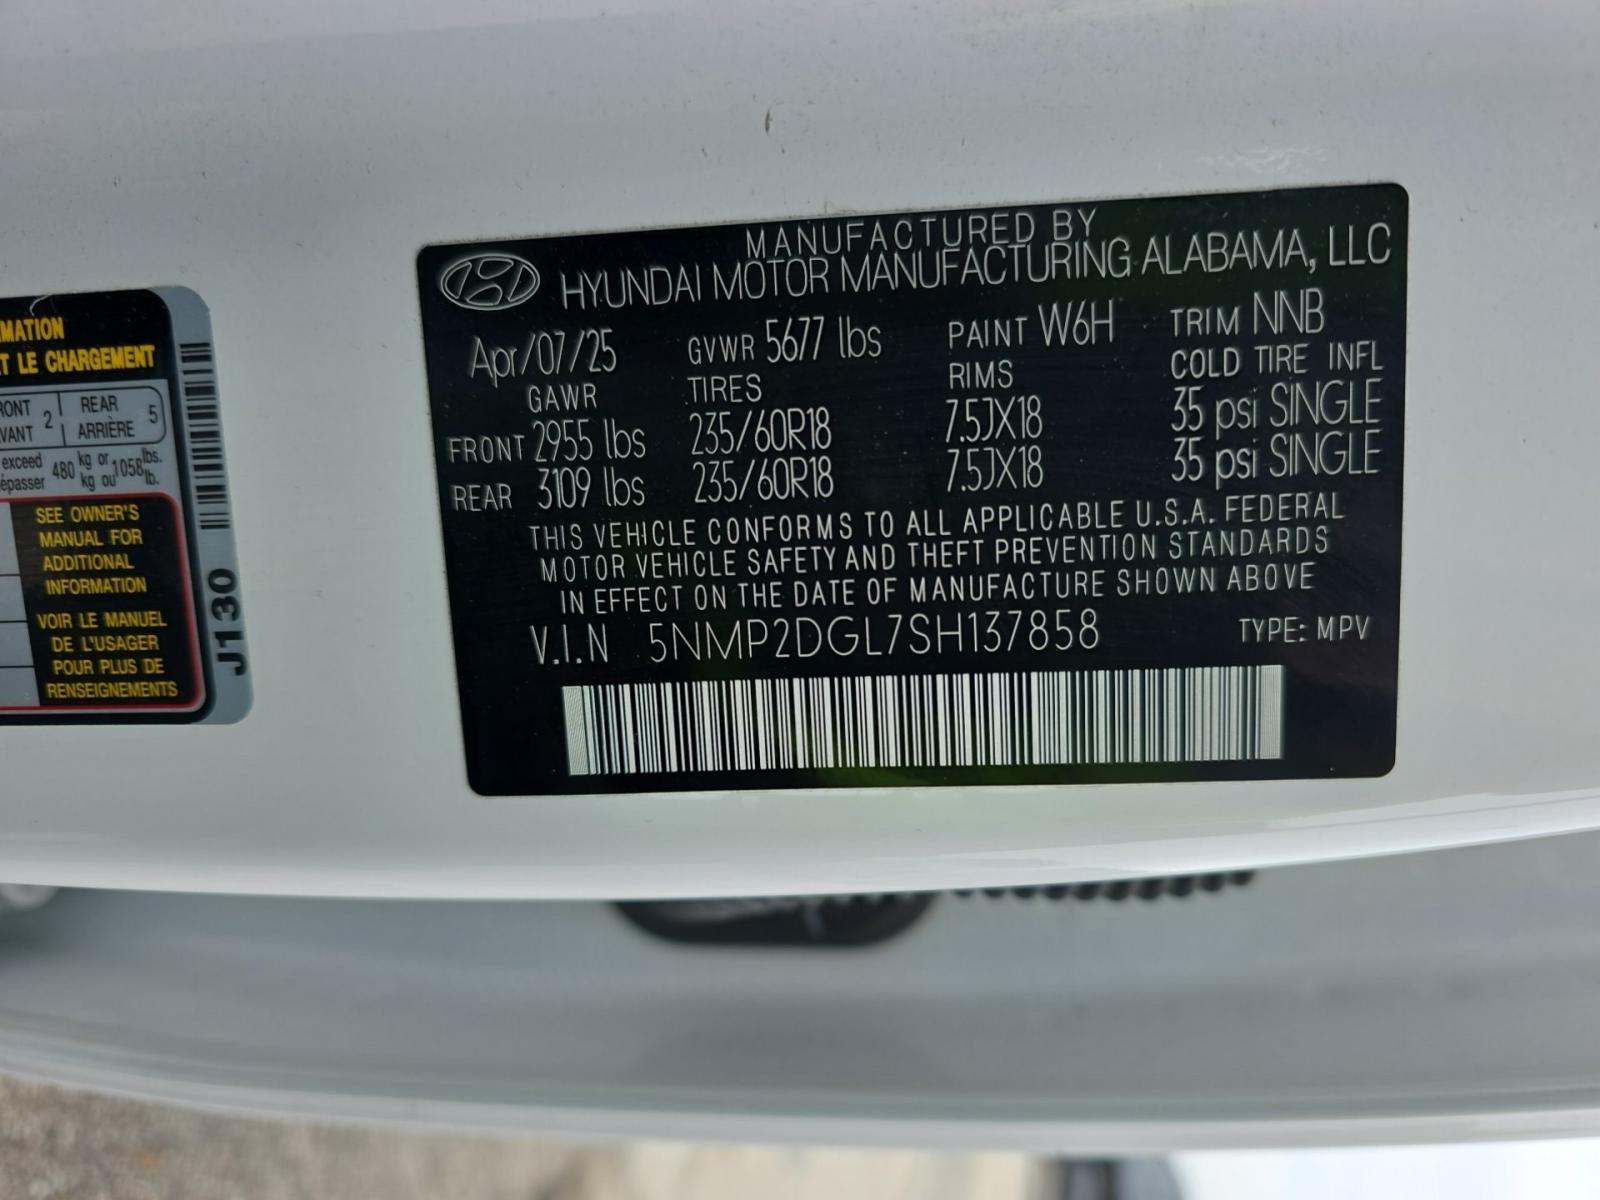 MANUFACTURED BY
HYUNDAI MOTOR MANUFACTURING ALABAMA, LLC
Apr/07/25 GVWR 5677 lbs PAINT W6H TRIM NNB
GAWR TIRES RIMS COLD TIRE INFL
FRONT 2955 lbs 235/60R18 7.5JX18 35 psi SINGLE
REAR 3109 lbs 235/60R18 7.5JX18 35 psi SINGLE
THIS VEHICLE CONFORMS TO ALL APPLICABLE U.S.A. FEDERAL
MOTOR VEHICLE SAFETY AND THEFT PREVENTION STANDARDS
IN EFFECT ON THE DATE OF MANUFACTURE SHOWN ABOVE
V.I.N 5NMP2DGL7SH137858 TYPE: MPV
ET LE CHARGEMENT
2 REAR 5
ARRIÈRE
exceed 480 kg or 1058 lbs.
kg ou lb.
SEE OWNER'S
MANUAL FOR
ADDITIONAL
INFORMATION
VOIR LE MANUEL
DE L'USAGER
POUR PLUS DE
RENSEIGNEMENTS
J130